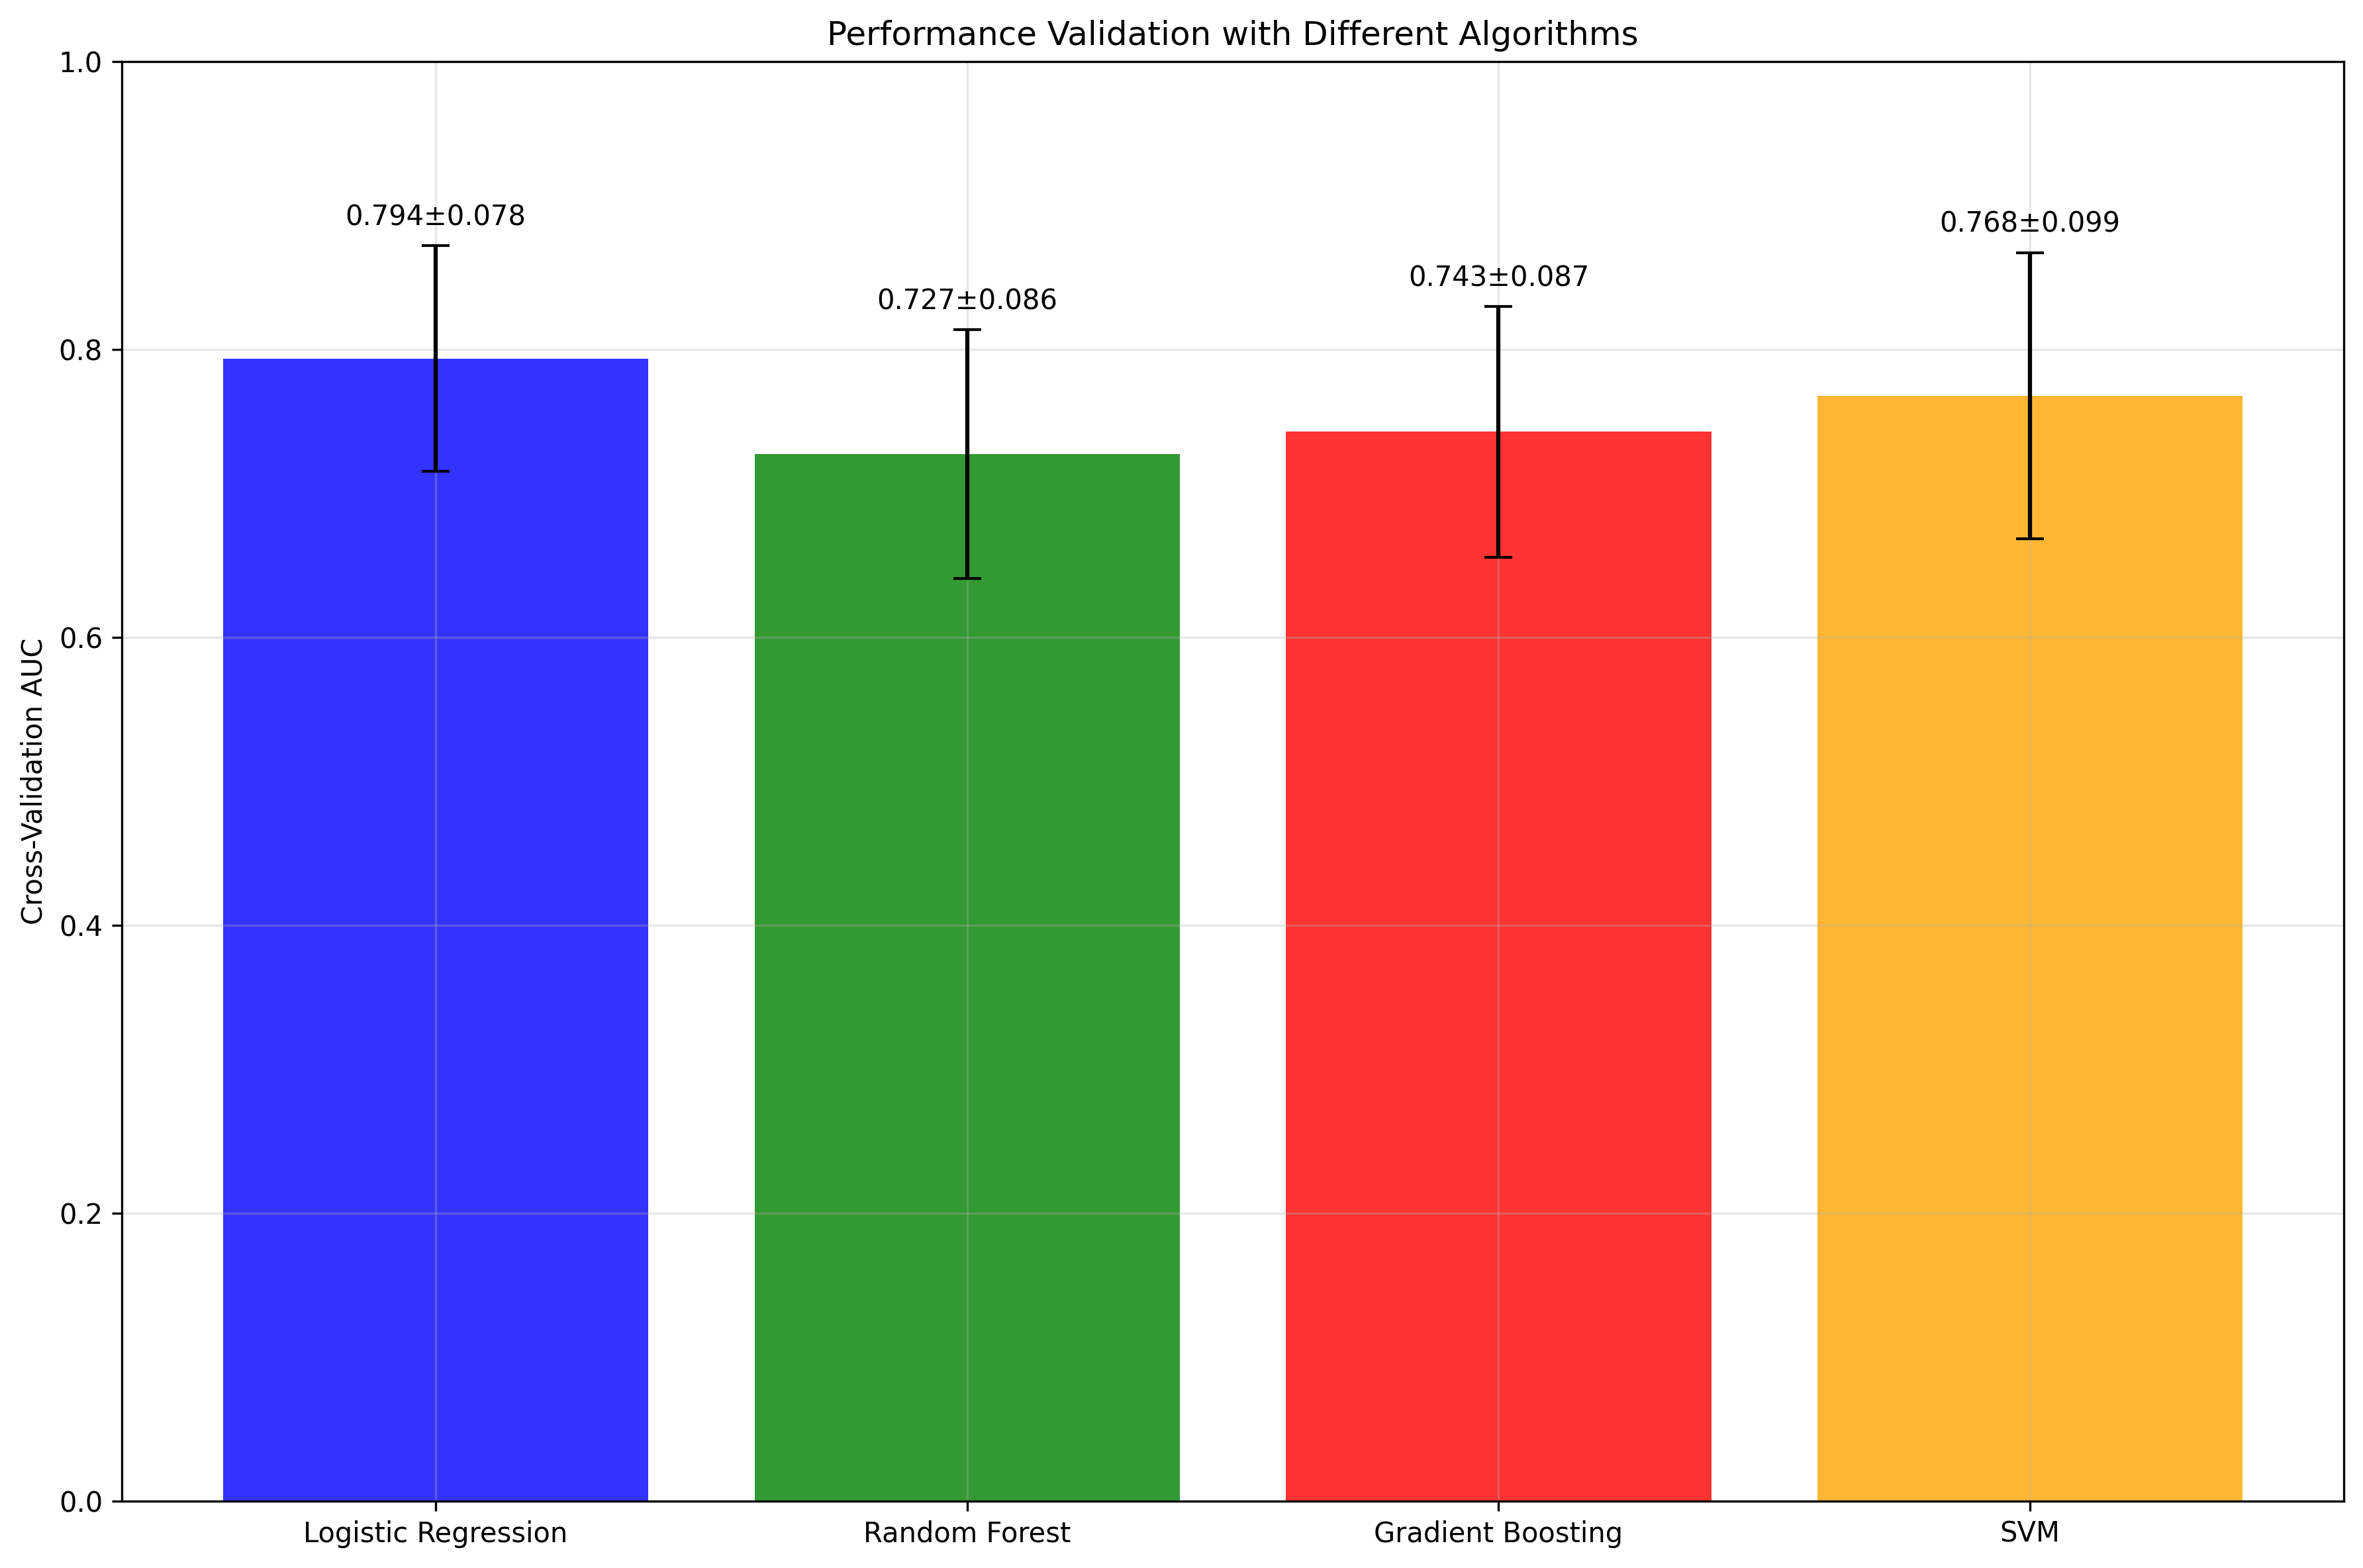 Performance Validation with Different Algorithms
Cross-Validation AUC
1.0
0.8
0.6
0.4
0.2
0.0
0.794±0.078
0.727±0.086
0.743±0.087
0.768±0.099
Logistic Regression
Random Forest
Gradient Boosting
SVM